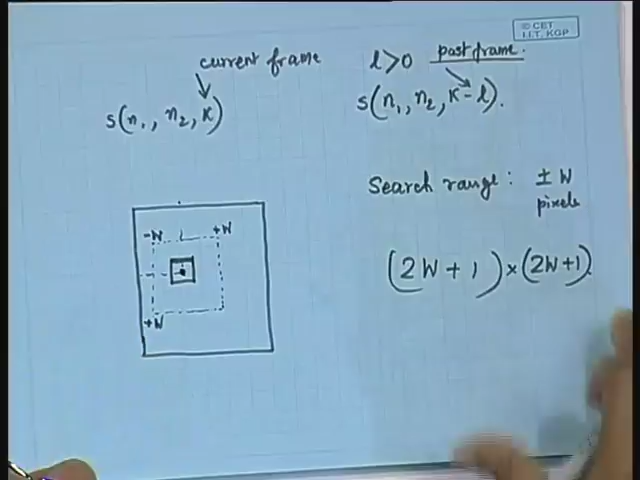 © CET
I.I.T. KGP
current frame
l>0 past frame
s(n₁, n₂, k)
s(n₁, n₂, k-l).
Search range: ± W
pixels
-W +W
(2W+1)×(2W+1).
+W